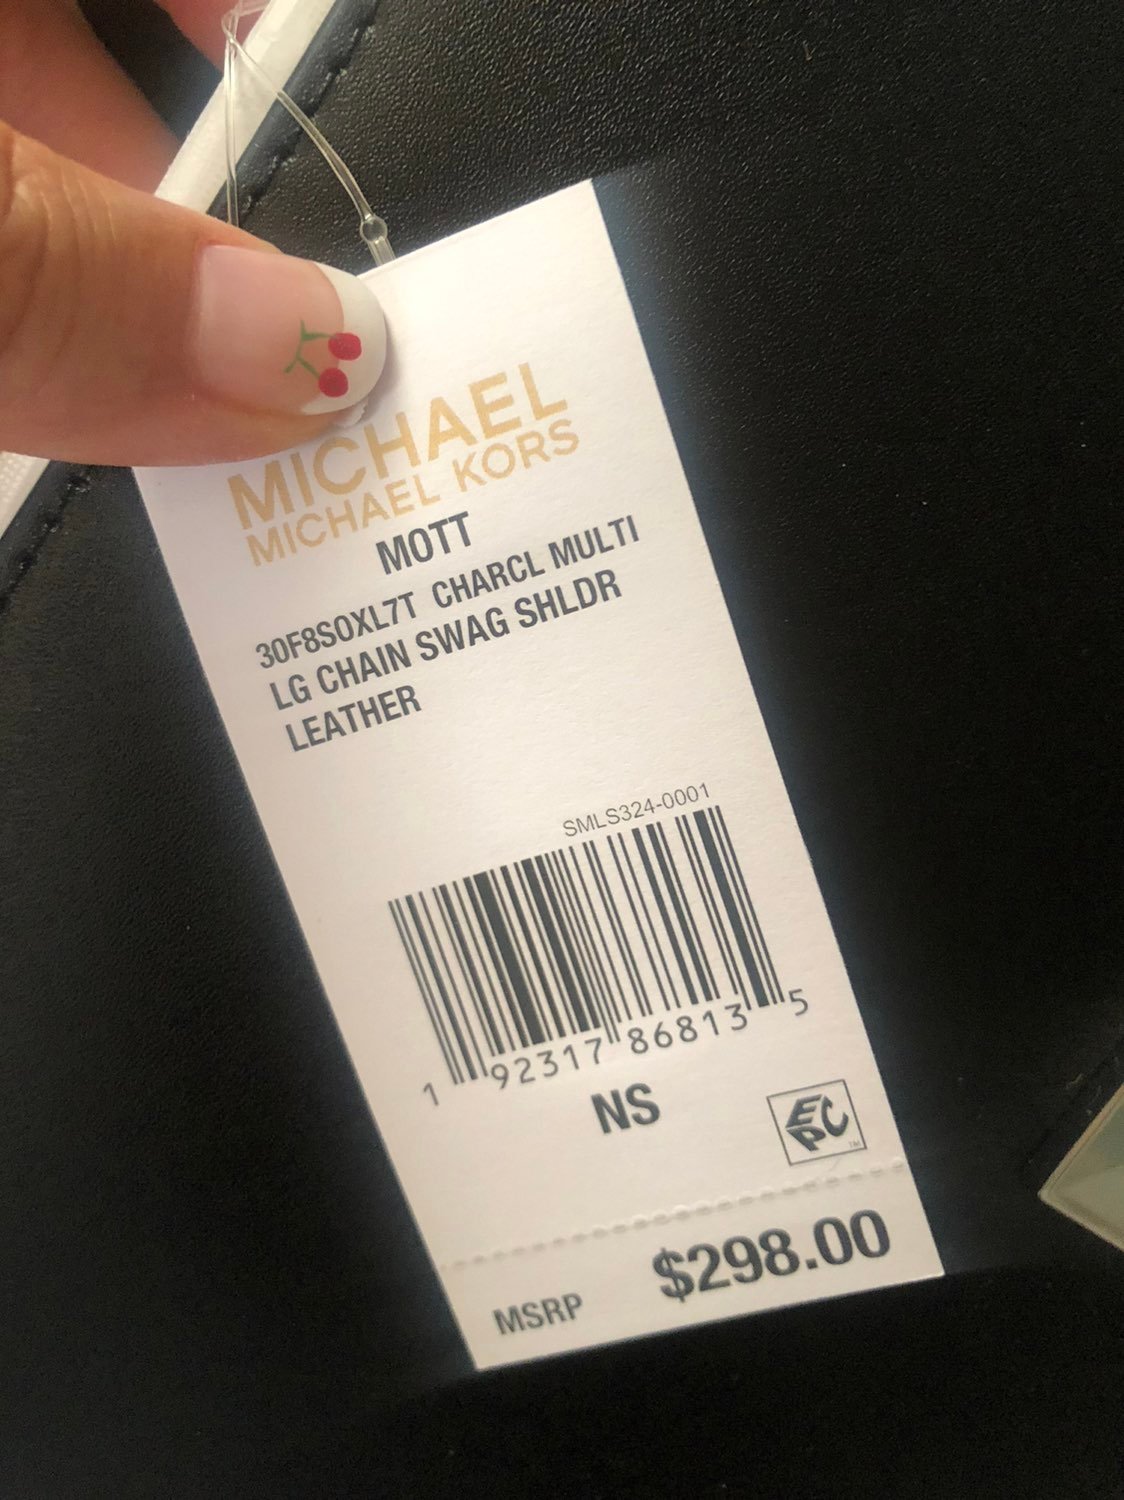 MICHAEL
MICHAEL KORS
MOTT
30F8SOXL7T CHARCL MULTI
LG CHAIN SWAG SHLDR
LEATHER
SMLS324-0001
1 92317 86813 5
NS
EPC
TM
MSRP $298.00